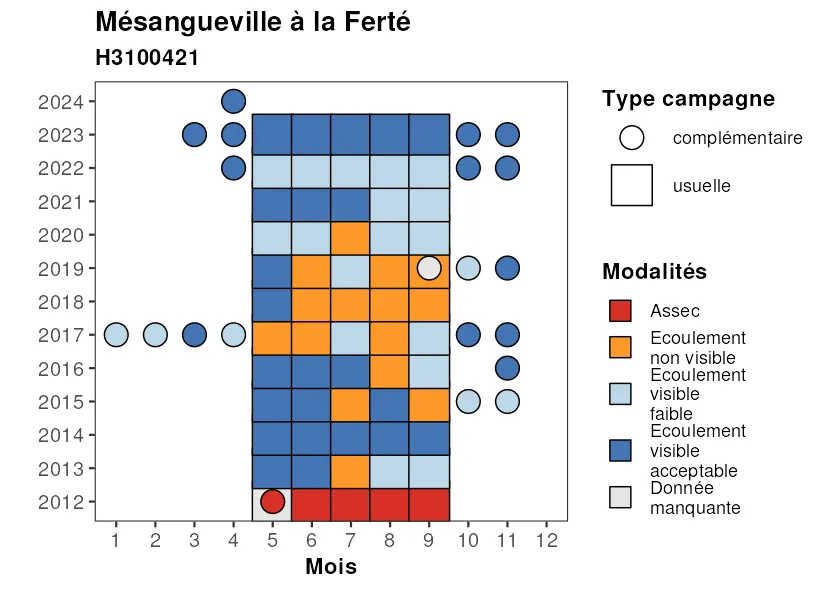 Mésangueville à la Ferté
H3100421
2024
2023
2022
2021
2020
2019
2018
2017
2016
2015
2014
2013
2012
1 2 3 4 5 6 7 8 9 10 11 12
Mois
Type campagne
complémentaire
usuelle
Modalités
Assec
Ecoulement
non visible
Ecoulement
visible
faible
Ecoulement
visible
acceptable
Donnée
manquante